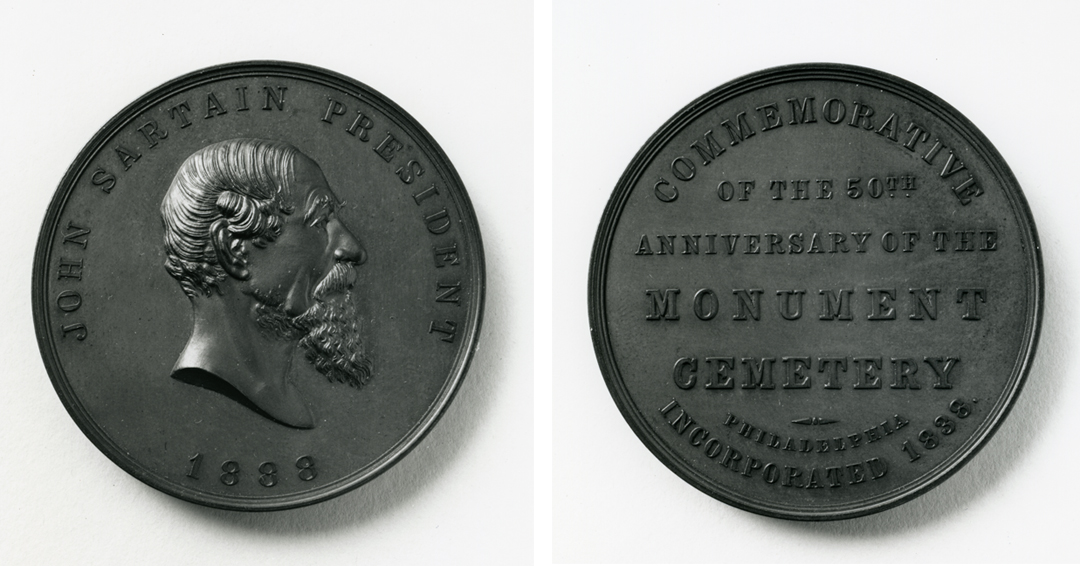 JOHN SARTAIN PRESIDENT
1888
COMMEMORATIVE
OF THE 50TH
ANNIVERSARY OF THE
MONUMENT
CEMETERY
PHILADELPHIA
INCORPORATED 1838.